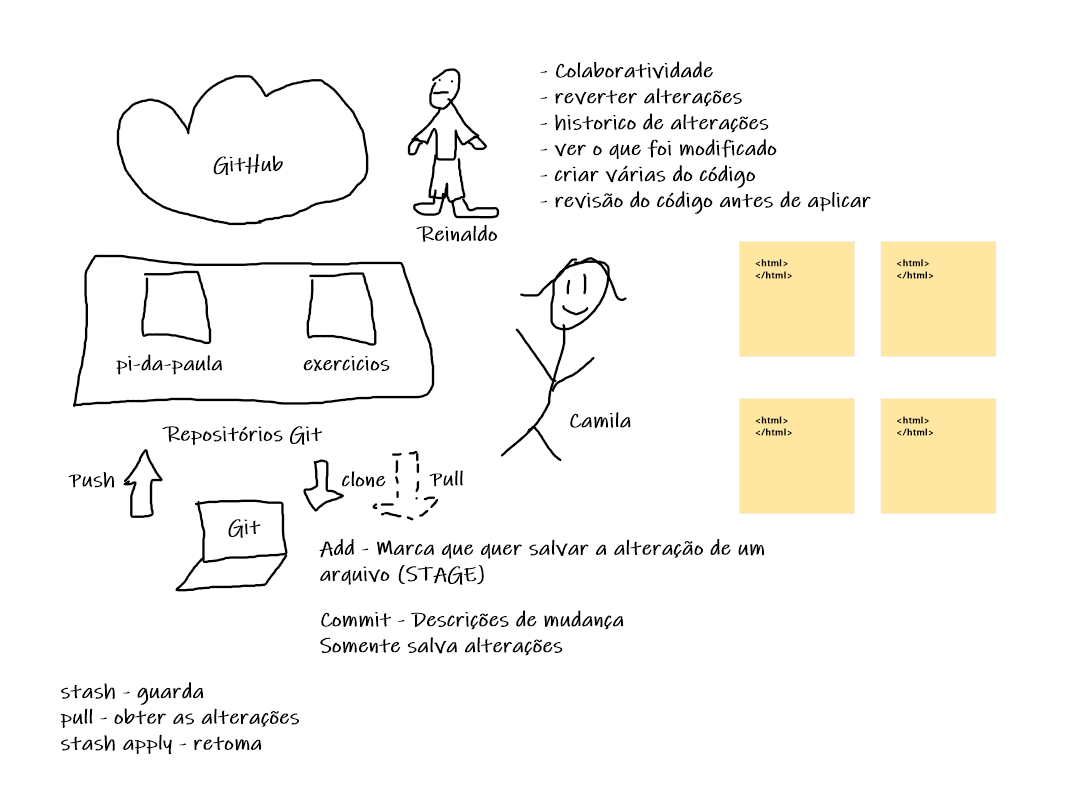 - Colaboratividade
- reverter alterações
- historico de alterações
- ver o que foi modificado
- criar várias do código
- revisão do código antes de aplicar
GitHub
Reinaldo
<html>
</html>
<html>
</html>
pi-da-paula
exercicios
Camila
<html>
</html>
<html>
</html>
Repositórios Git
Push
clone
Pull
Git
Add - Marca que quer salvar a alteração de um
arquivo (STAGE)
Commit - Descrições de mudança
Somente salva alterações
stash - guarda
pull - obter as alterações
stash apply - retoma